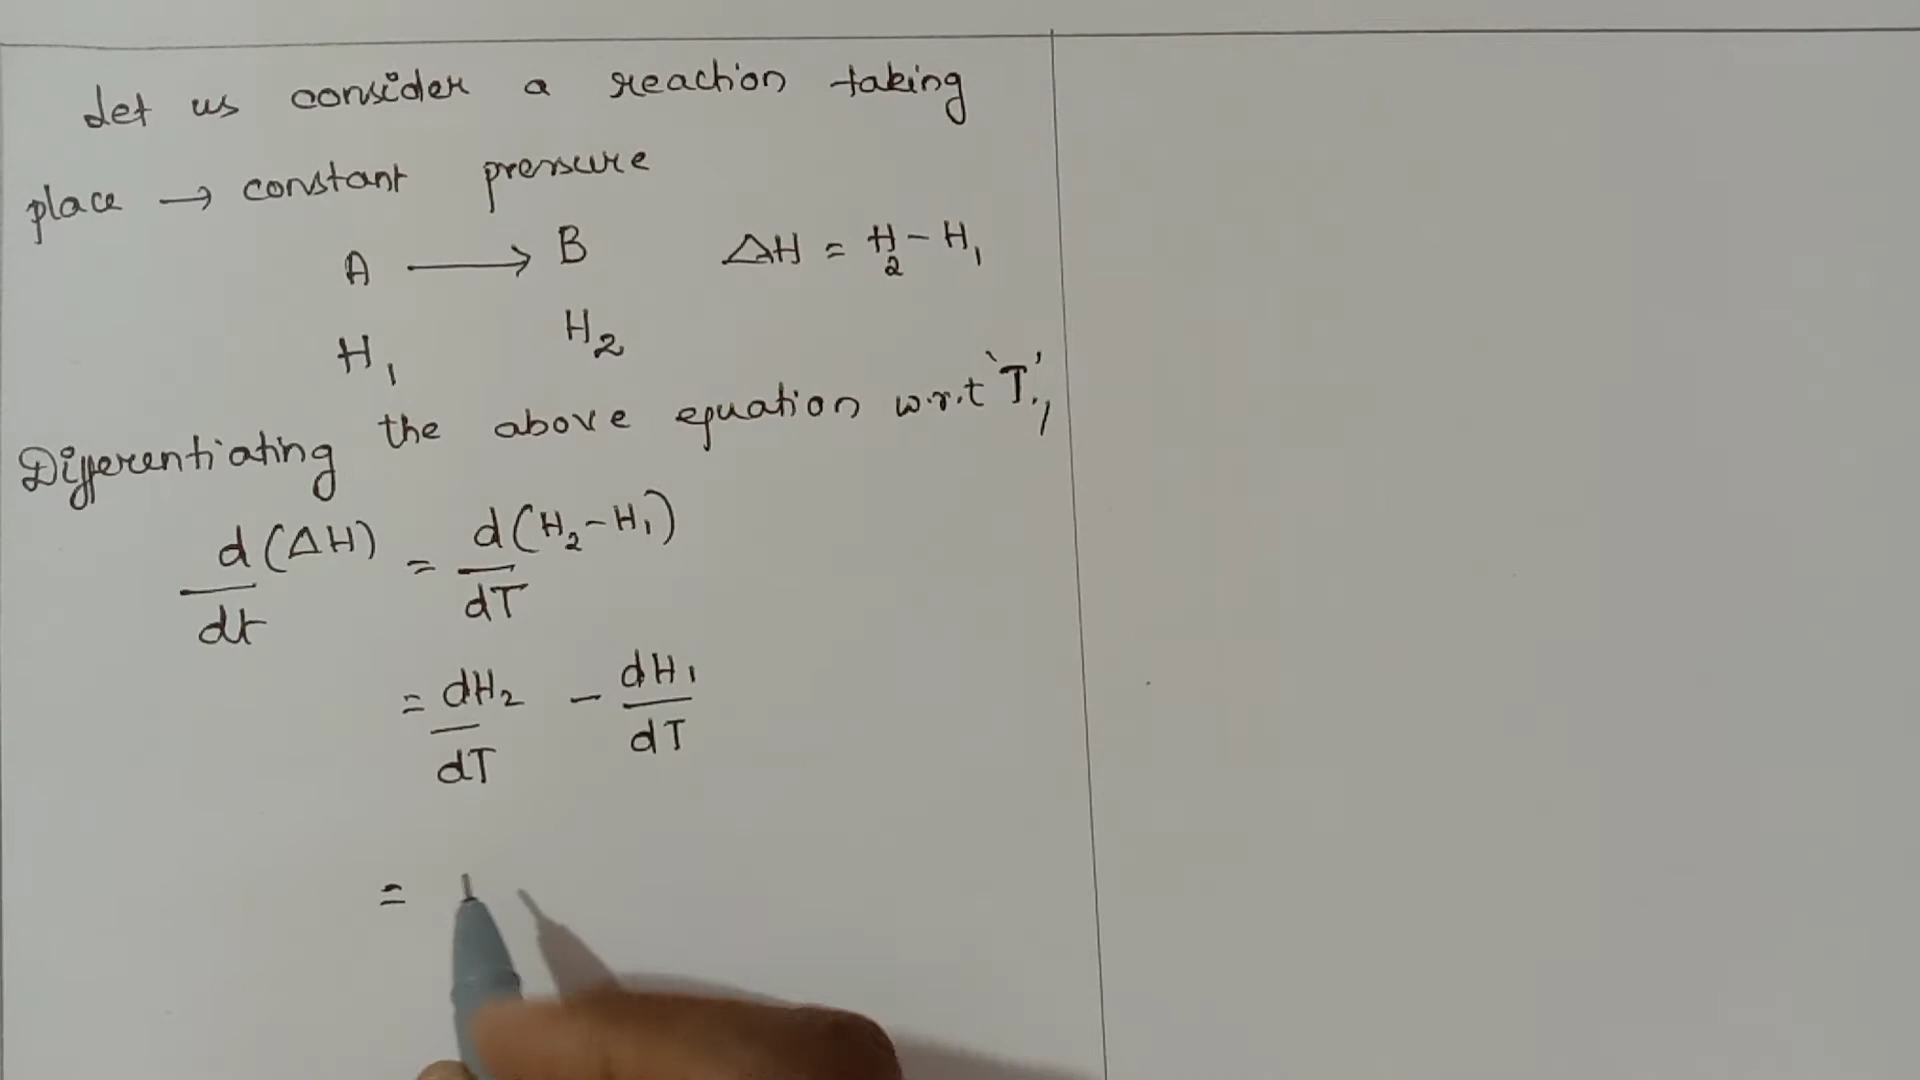 Let us consider a reaction taking
place → constant pressure
A ⟶ B ΔH = H₂ - H₁
H₁ H₂
Differentiating the above equation w.r.t 'T',
d(ΔH)/dt = d(H₂-H₁)/dT
= dH₂/dT - dH₁/dT
=